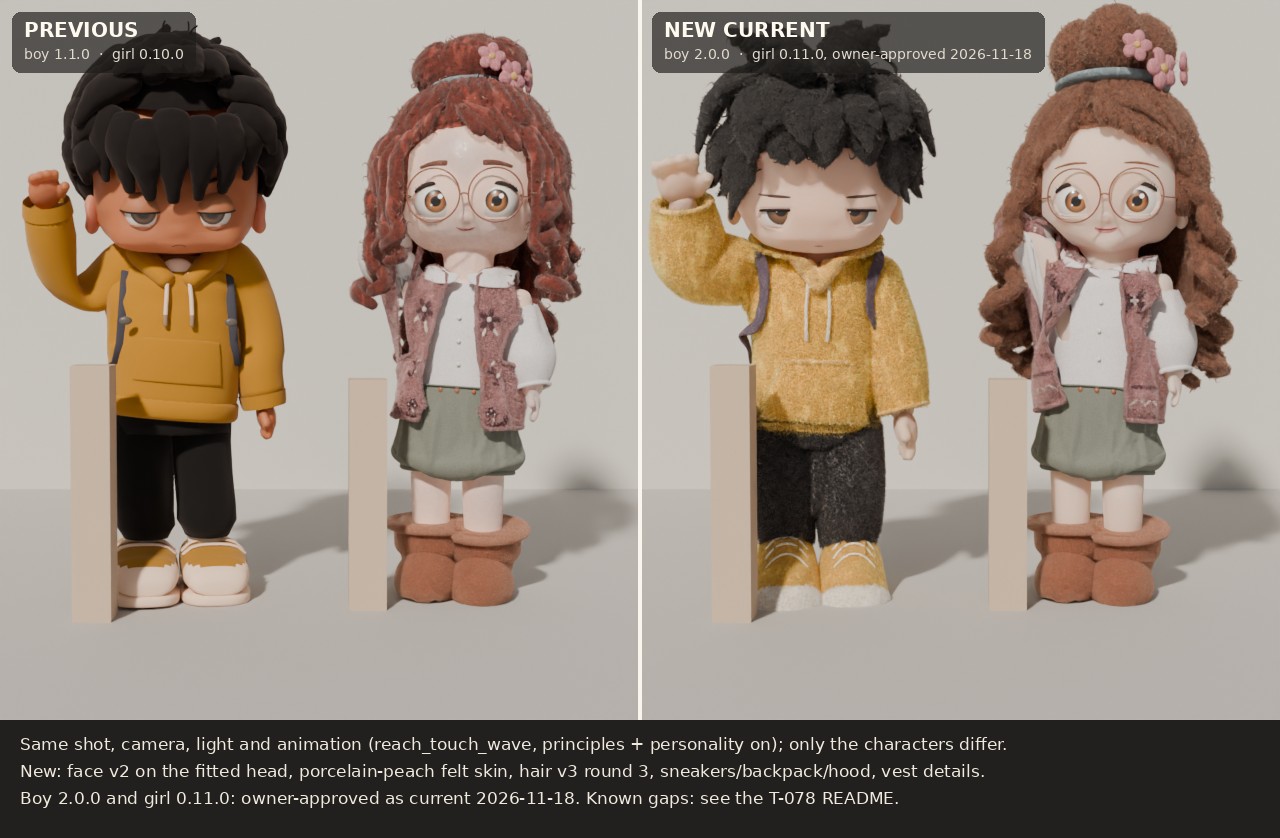 PREVIOUS
boy 1.1.0 · girl 0.10.0
NEW CURRENT
boy 2.0.0 · girl 0.11.0, owner-approved 2026-11-18
Same shot, camera, light and animation (reach_touch_wave, principles + personality on); only the characters differ.
New: face v2 on the fitted head, porcelain-peach felt skin, hair v3 round 3, sneakers/backpack/hood, vest details.
Boy 2.0.0 and girl 0.11.0: owner-approved as current 2026-11-18. Known gaps: see the T-078 README.